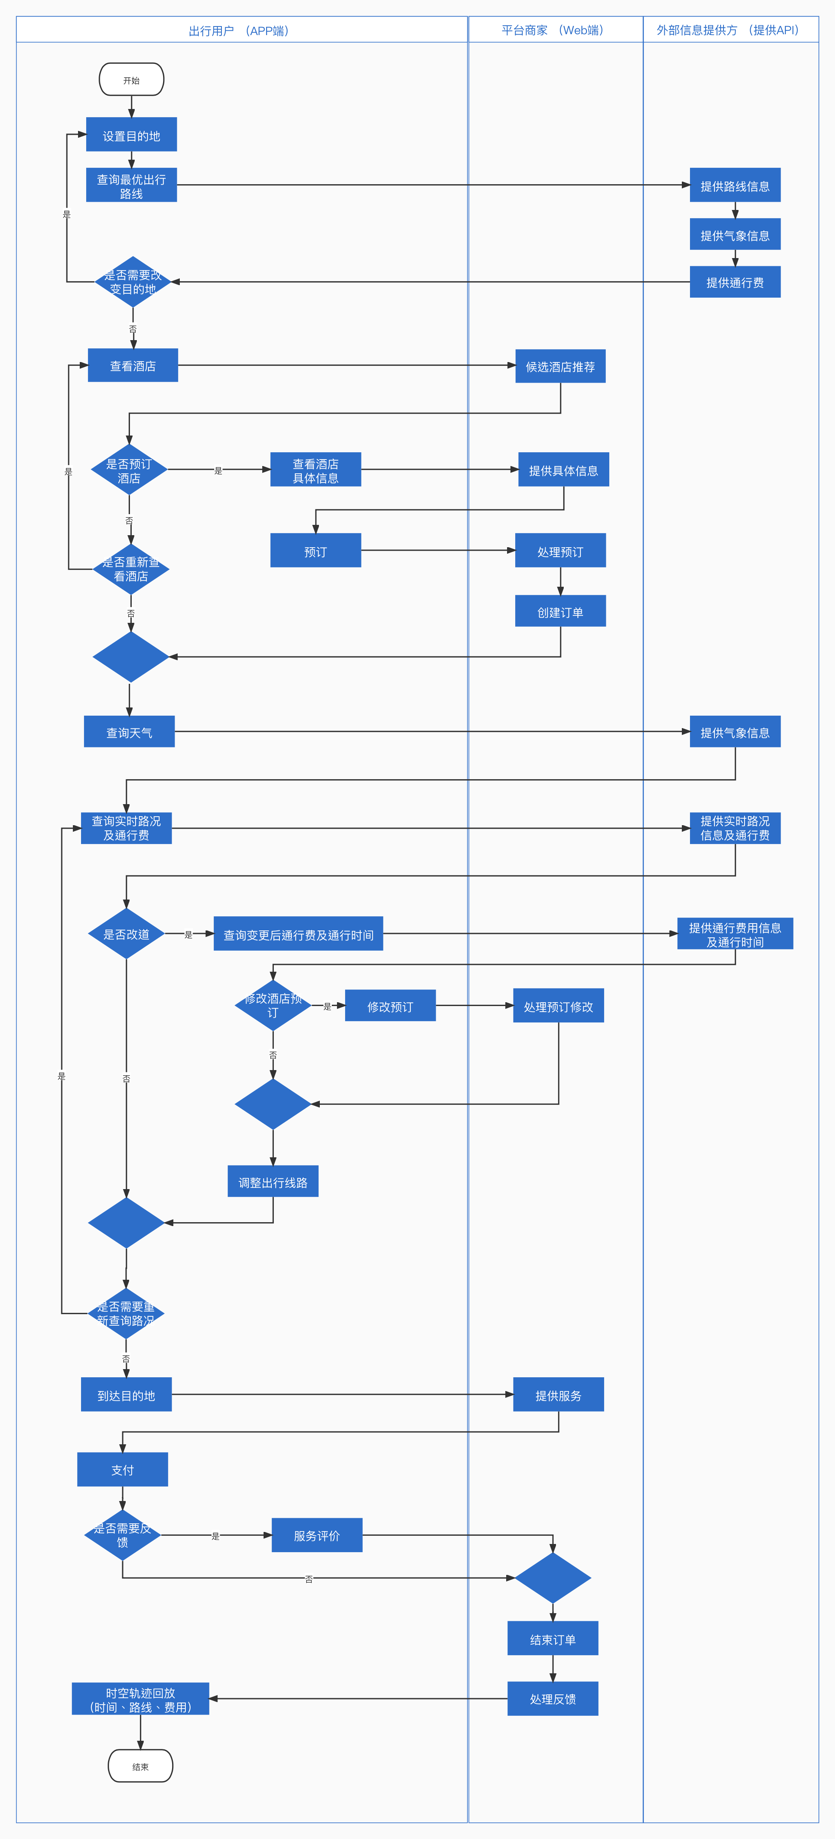 出行用户 （APP端）
平台商家 （Web端）
外部信息提供方 （提供API）
开始
设置目的地
查询最优出行
路线
提供路线信息
是
提供气象信息
是否需要改
变目的地
提供通行费
否
查看酒店
候选酒店推荐
是否预订
酒店
是
查看酒店
具体信息
提供具体信息
是
否
预订
处理预订
是否重新查
看酒店
否
创建订单
查询天气
提供气象信息
查询实时路况
及通行费
提供实时路况
信息及通行费
是否改道
是
查询变更后通行费及通行时间
提供通行费用信息
及通行时间
修改酒店预
订
是
修改预订
处理预订修改
否
是
否
调整出行线路
是否需要重
新查询路况
否
到达目的地
提供服务
支付
是否需要反
馈
是
服务评价
否
结束订单
时空轨迹回放
（时间、路线、费用）
处理反馈
结束